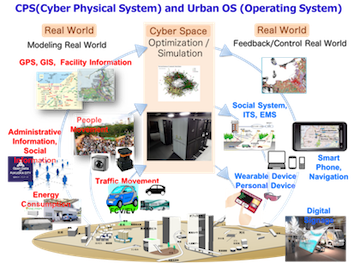 CPS(Cyber Physical System) and Urban OS (Operating System)
Real World
Modeling Real World
GPS, GIS, Facility Information
Cyber Space
Optimization /
Simulation
Real World
Feedback/Control Real World
People
Administrative
Information,
Social
Information
Energy
Consumption
Traffic Movement
FCV/EV
Social System,
ITS, EMS
Smart
Phone,
Navigation
Wearable Device
Personal Device
Digital